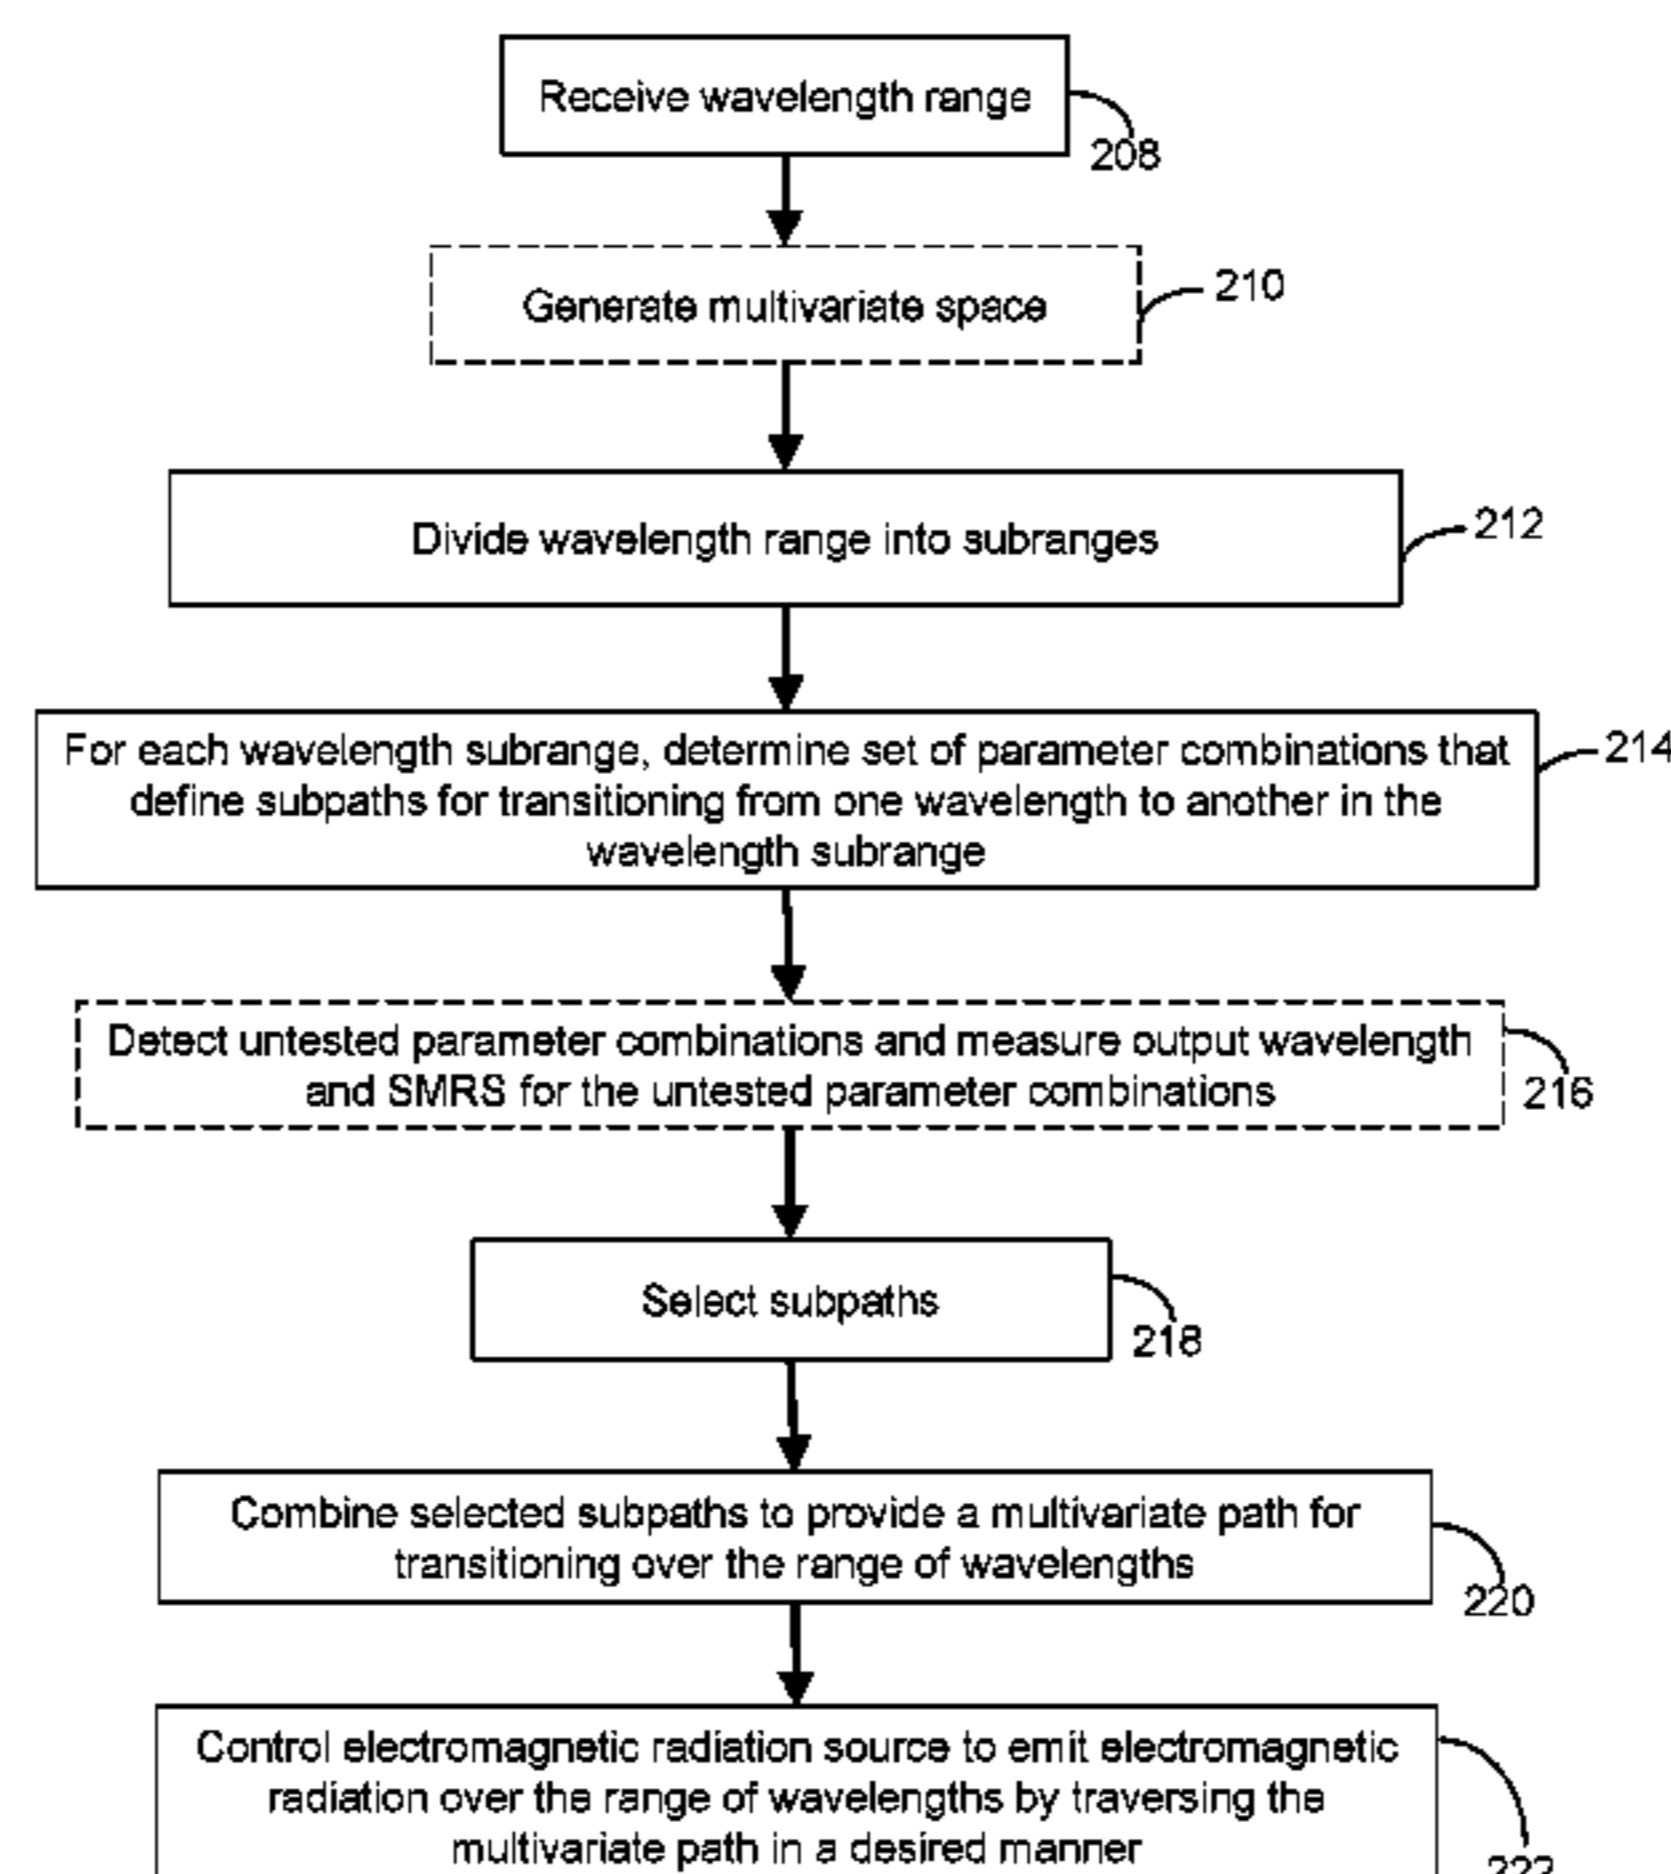 Receive wavelength range
208
Generate multivariate space
210
Divide wavelength range into subranges
212
For each wavelength subrange, determine set of parameter combinations that
define subpaths for transitioning from one wavelength to another in the
wavelength subrange
214
Detect untested parameter combinations and measure output wavelength
and SMRS for the untested parameter combinations
216
Select subpaths
218
Combine selected subpaths to provide a multivariate path for
transitioning over the range of wavelengths
220
Control electromagnetic radiation source to emit electromagnetic
radiation over the range of wavelengths by traversing the
multivariate path in a desired manner
222